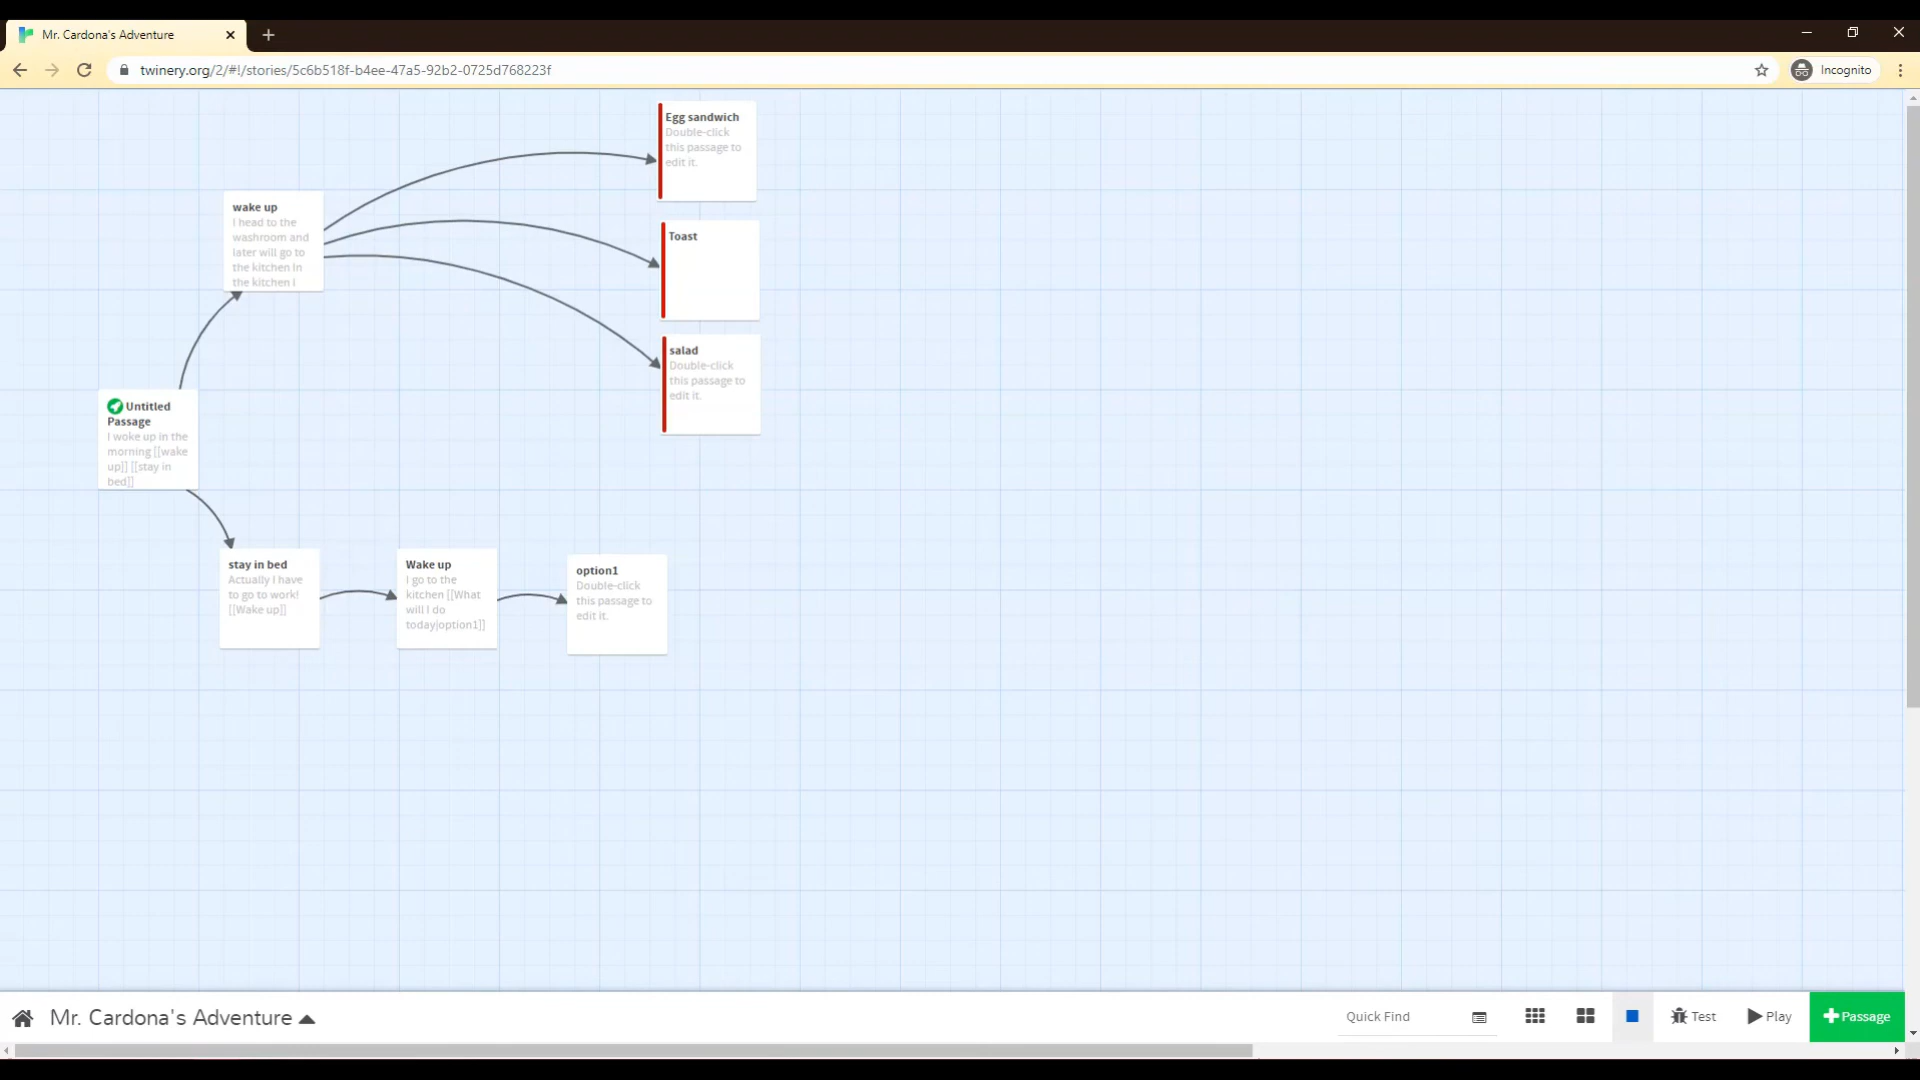 Mr. Cardona's Adventure
twinery.org/2/#!/stories/5c6b518f-b4ee-47a5-92b2-0725d768223f
Incognito
Egg sandwich
Double-click
this passage to
edit it.
wake up
I head to the
washroom and
later will go to
the kitchen In
the kitchen I
Toast
salad
Double-click
this passage to
edit it.
Untitled
Passage
I woke up in the
morning [[wake
up]] [[stay in
bed]]
stay in bed
Actually I have
to go to work!
[[Wake up]]
Wake up
I go to the
kitchen [[What
will I do
today|option1]]
option1
Double-click
this passage to
edit it.
Mr. Cardona's Adventure
Quick Find
Test
Play
+Passage